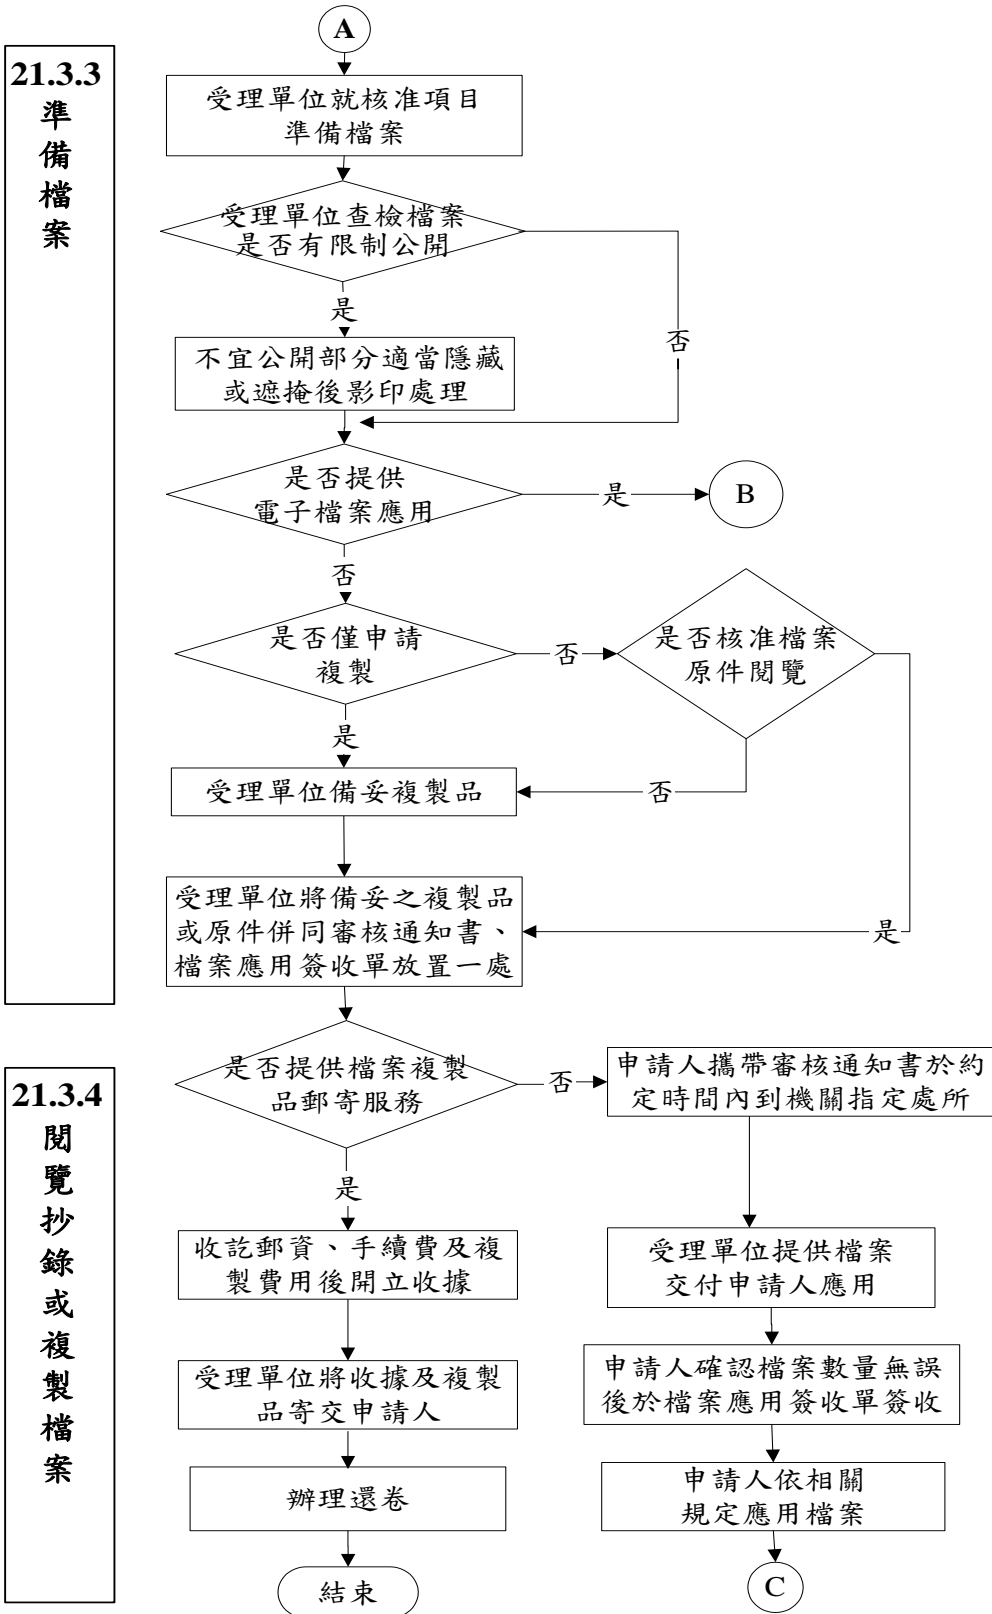 A
21.3.3
準
備
檔
案
受理單位就核准項目
準備檔案
受理單位查檢檔案
是否有限制公開
是
否
不宜公開部分適當隱藏
或遮掩後影印處理
是否提供
電子檔案應用
是
B
否
是否僅申請
複製
否
是否核准檔案
原件閱覽
是
受理單位備妥複製品
否
受理單位將備妥之複製品
或原件併同審核通知書、
檔案應用簽收單放置一處
是
21.3.4
閱
覽
抄
錄
或
複
製
檔
案
是否提供檔案複製
品郵寄服務
否
申請人攜帶審核通知書於約
定時間內到機關指定處所
是
收訖郵資、手續費及複
製費用後開立收據
受理單位提供檔案
交付申請人應用
受理單位將收據及複製
品寄交申請人
申請人確認檔案數量無誤
後於檔案應用簽收單簽收
辦理還卷
申請人依相關
規定應用檔案
結束
C